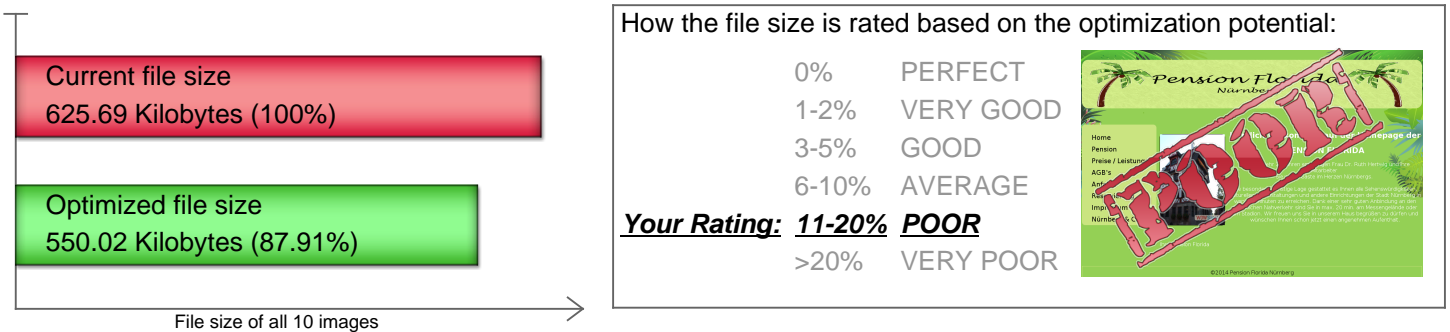 Current file size
625.69 Kilobytes (100%)
Optimized file size
550.02 Kilobytes (87.91%)
File size of all 10 images
How the file size is rated based on the optimization potential:
0% PERFECT
1-2% VERY GOOD
3-5% GOOD
6-10% AVERAGE
Your Rating: 11-20% POOR
>20% VERY POOR
Pension Florida
Home
Pension
Preise / Leistung
AGB's
©2014 Pension Florida Nürnberg